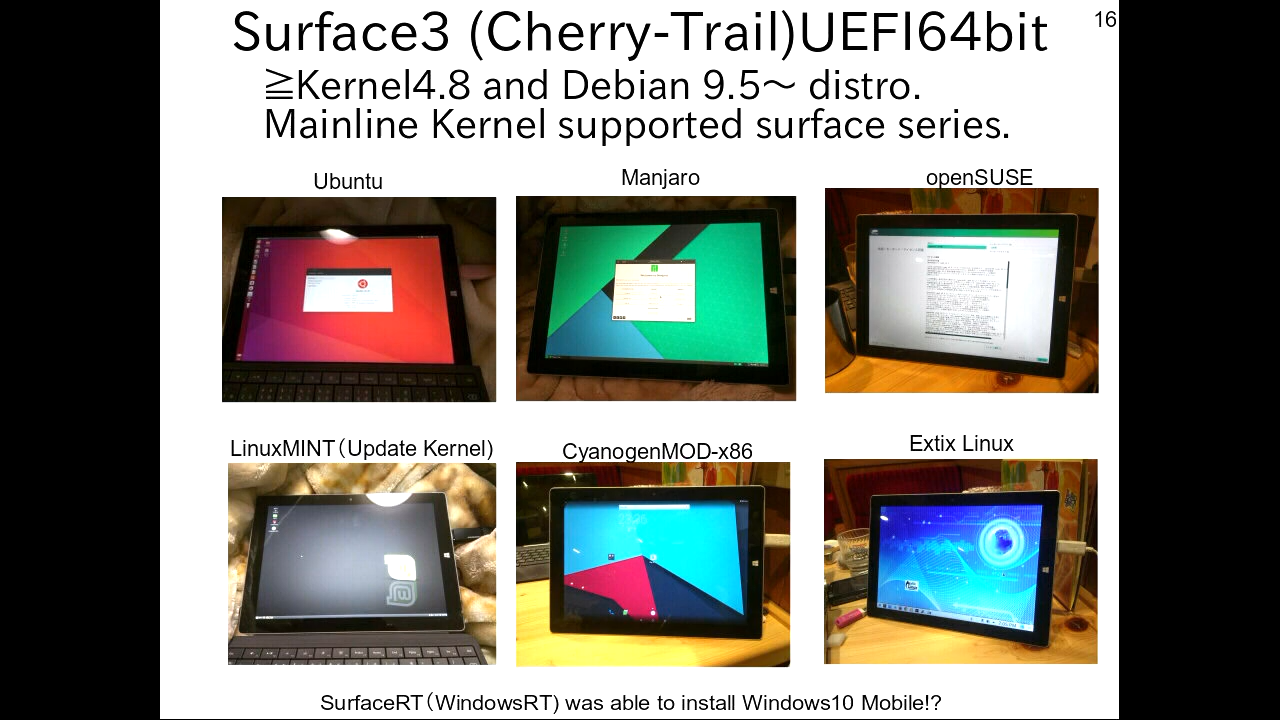 Surface3 (Cherry-Trail)UEFI64bit
16
≧Kernel4.8 and Debian 9.5～ distro.
Mainline Kernel supported surface series.
Ubuntu
Manjaro
openSUSE
LinuxMINT（Update Kernel)
CyanogenMOD-x86
Extix Linux
SurfaceRT（WindowsRT) was able to install Windows10 Mobile!?